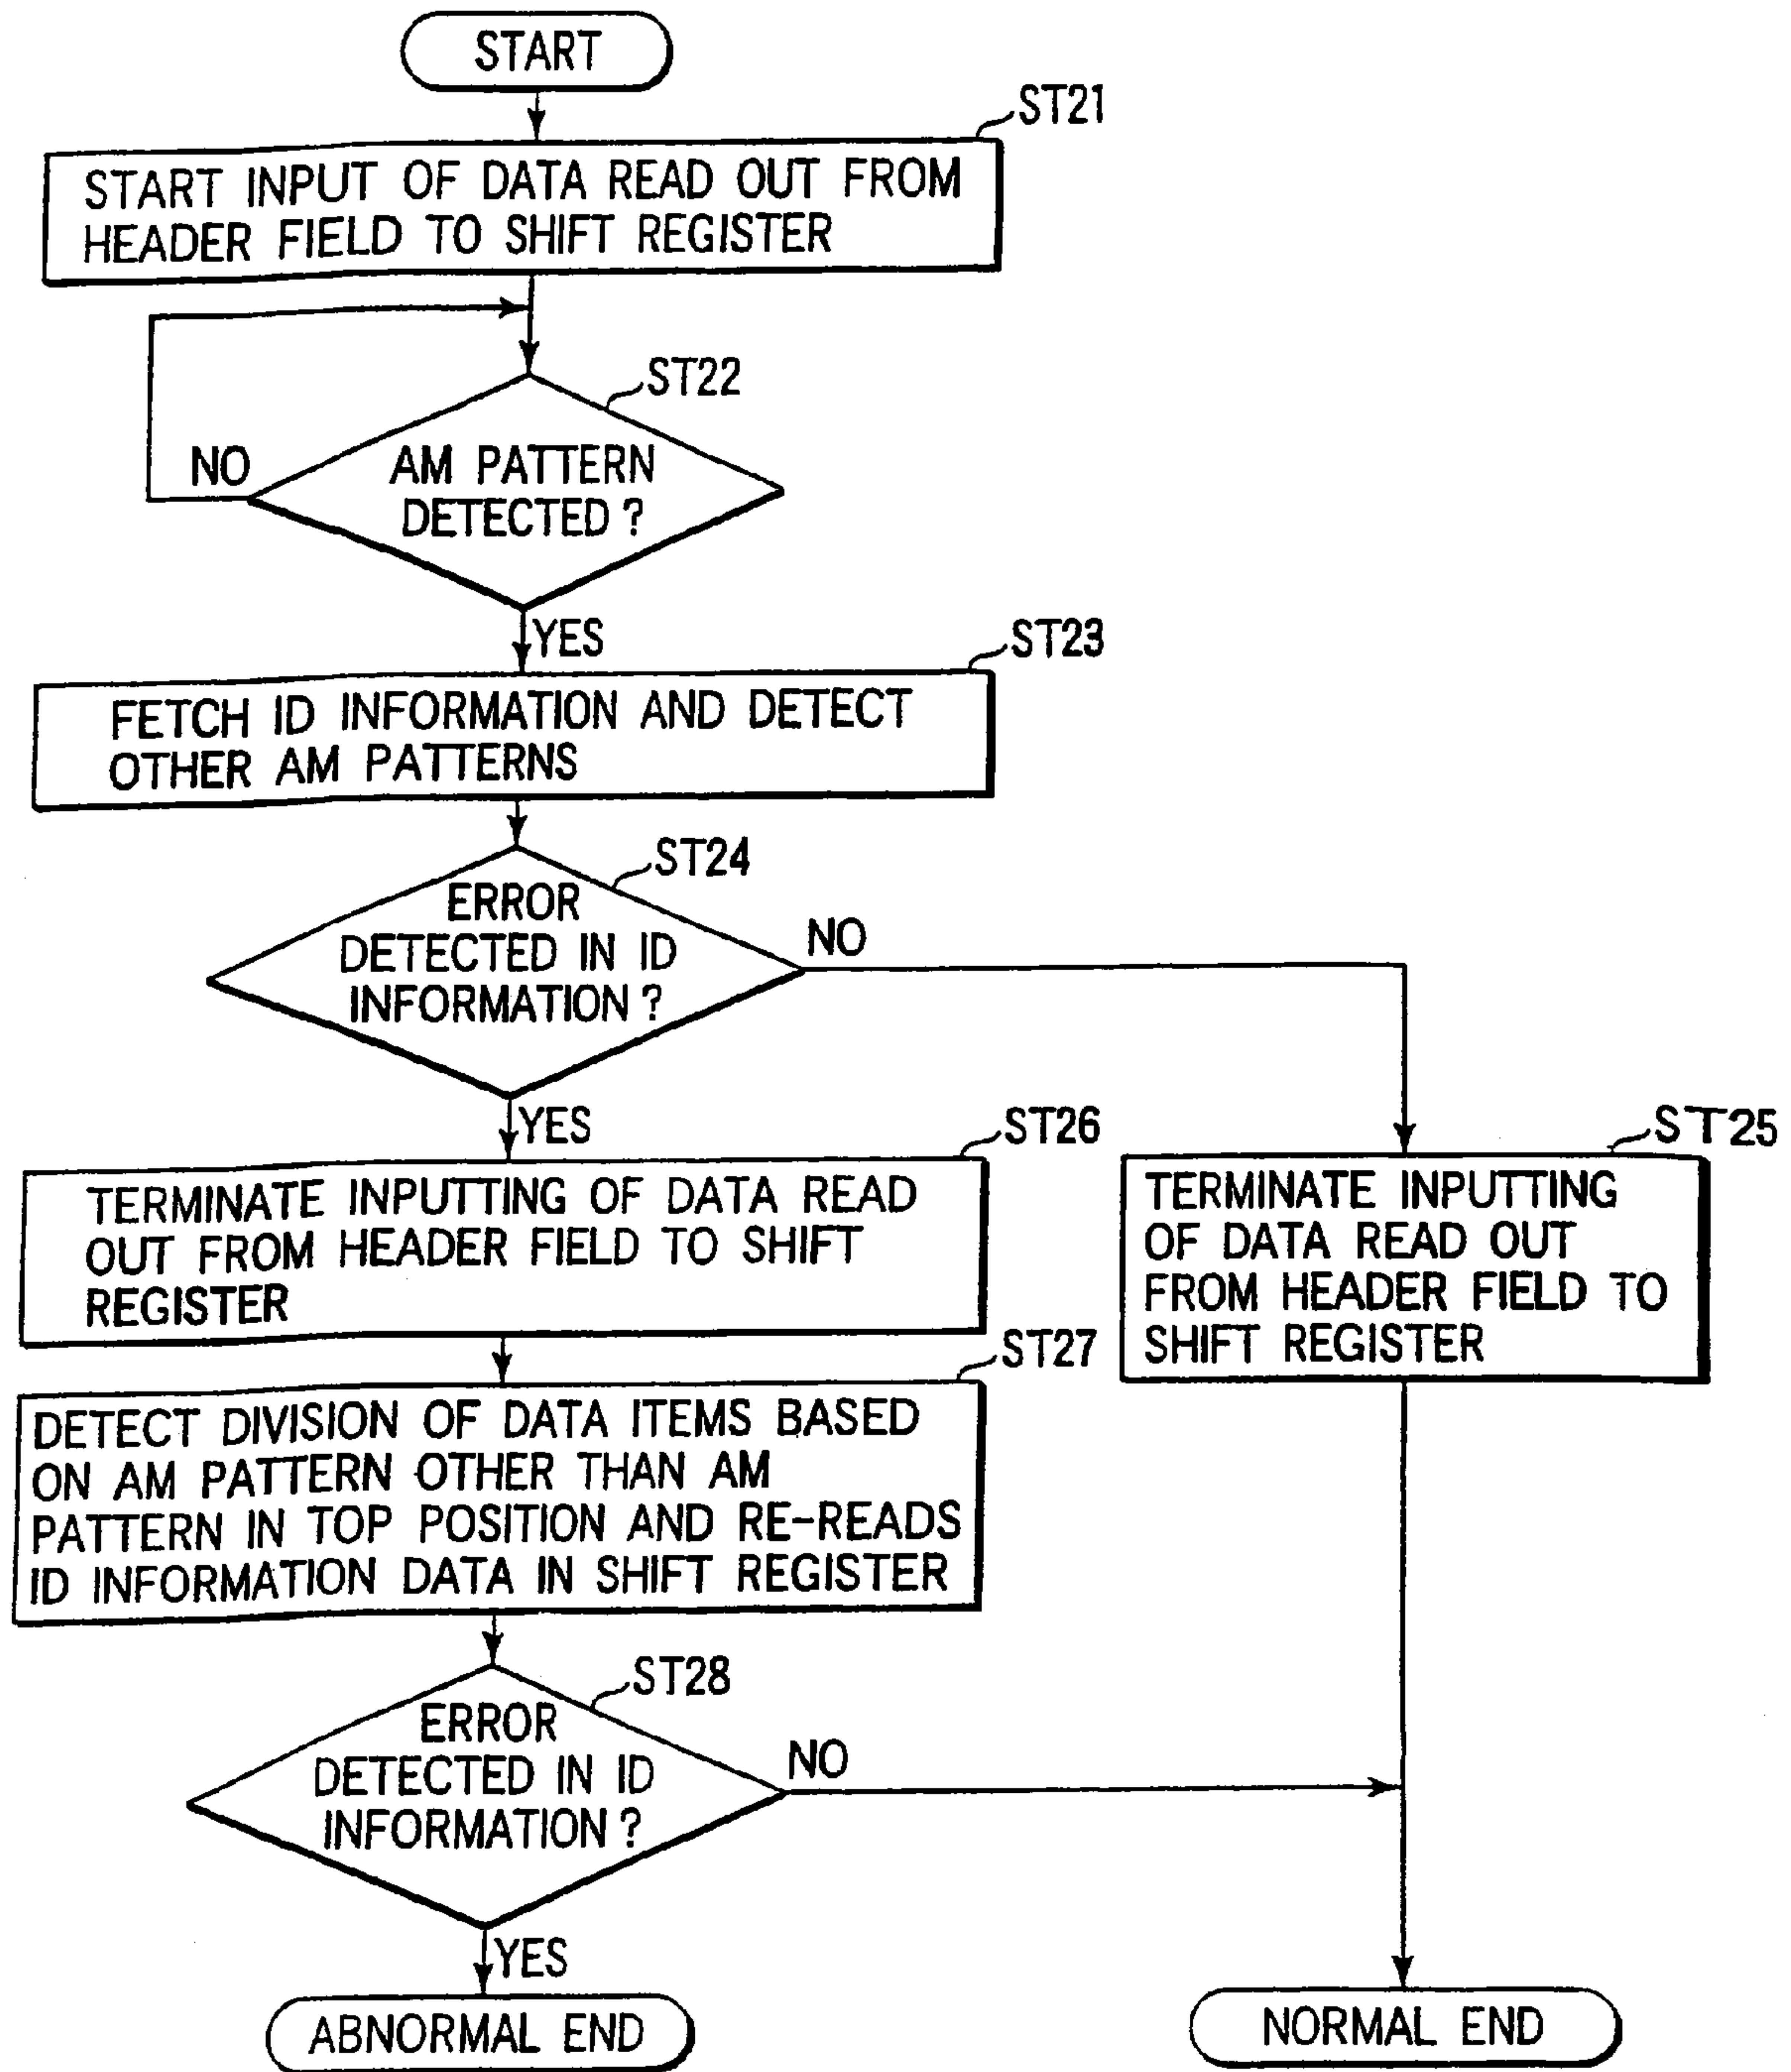 START
ST21
START INPUT OF DATA READ OUT FROM
HEADER FIELD TO SHIFT REGISTER
ST22
NO
AM PATTERN
DETECTED ?
YES
ST23
FETCH ID INFORMATION AND DETECT
OTHER AM PATTERNS
ST24
ERROR
DETECTED IN ID
INFORMATION ?
NO
YES
ST26
TERMINATE INPUTTING OF DATA READ
OUT FROM HEADER FIELD TO SHIFT
REGISTER
ST25
TERMINATE INPUTTING
OF DATA READ OUT
FROM HEADER FIELD TO
SHIFT REGISTER
ST27
DETECT DIVISION OF DATA ITEMS BASED
ON AM PATTERN OTHER THAN AM
PATTERN IN TOP POSITION AND RE-READS
ID INFORMATION DATA IN SHIFT REGISTER
ST28
ERROR
DETECTED IN ID
INFORMATION ?
NO
YES
ABNORMAL END
NORMAL END